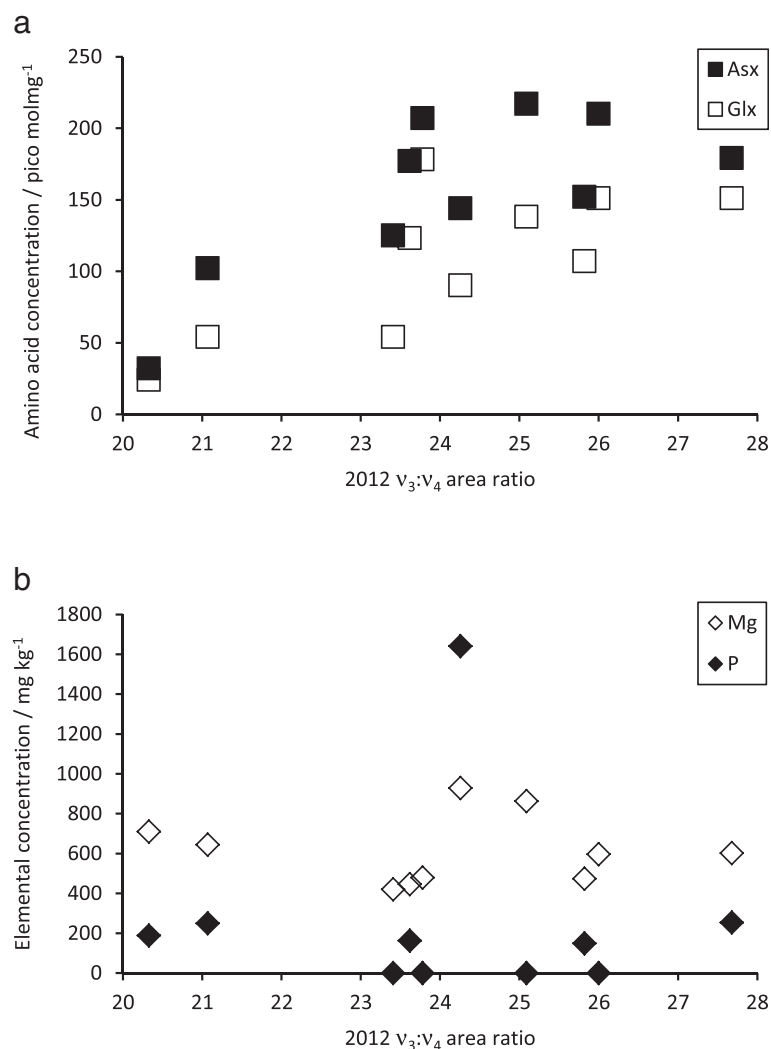 a
250
200
150
100
50
0
20 21 22 23 24 25 26 27 28
Amino acid concentration / pico molmg⁻¹
2012 ν₃:ν₄ area ratio
Asx
Glx
b
1800
1600
1400
1200
1000
800
600
400
200
0
20 21 22 23 24 25 26 27 28
Elemental concentration / mg kg⁻¹
2012 ν₃:ν₄ area ratio
Mg
P